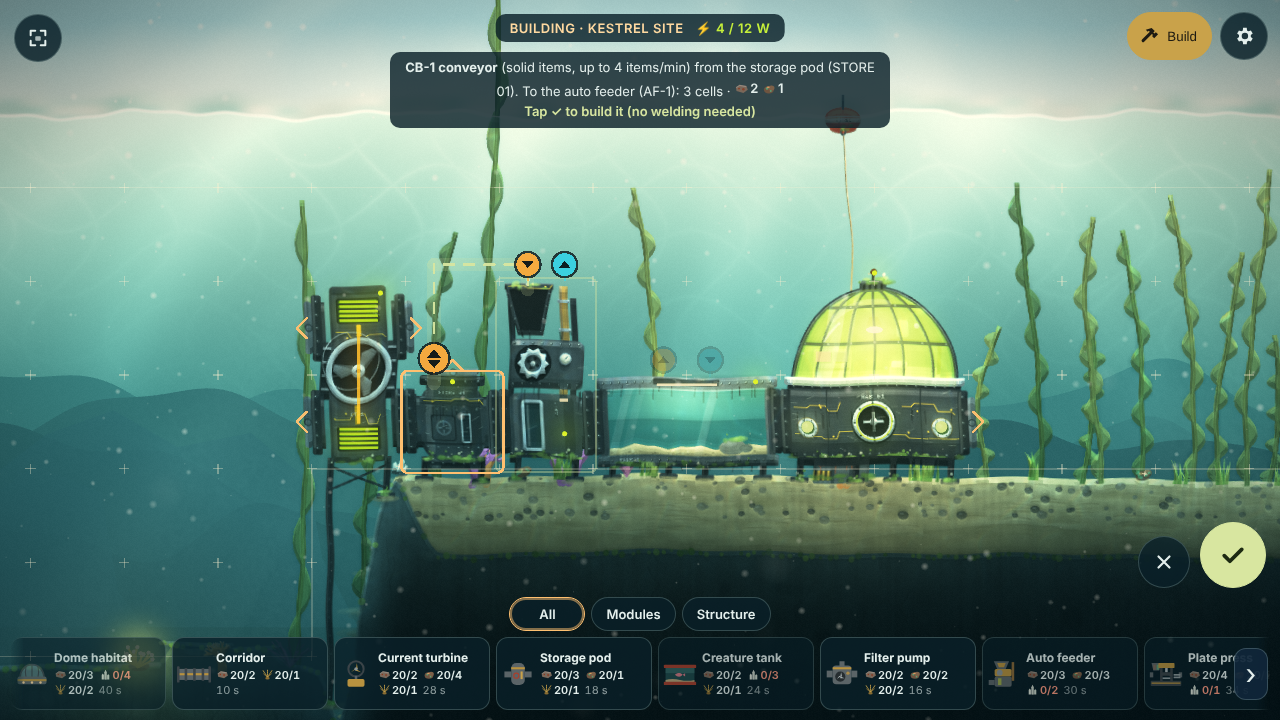 BUILDING · KESTREL SITE ⚡ 4 / 12 W
Build
CB-1 conveyor (solid items, up to 4 items/min) from the storage pod (STORE
01). To the auto feeder (AF-1): 3 cells · 2 1
Tap ✓ to build it (no welding needed)
All
Modules
Structure
Dome habitat
20/3 0/4
20/2 40 s
Corridor
20/2 20/1
10 s
Current turbine
20/2 20/4
20/1 28 s
Storage pod
20/3 20/1
20/1 18 s
Creature tank
20/2 0/3
20/1 24 s
Filter pump
20/2 20/2
20/2 16 s
Auto feeder
20/3 20/3
0/2 30 s
Plate
20/4
0/1